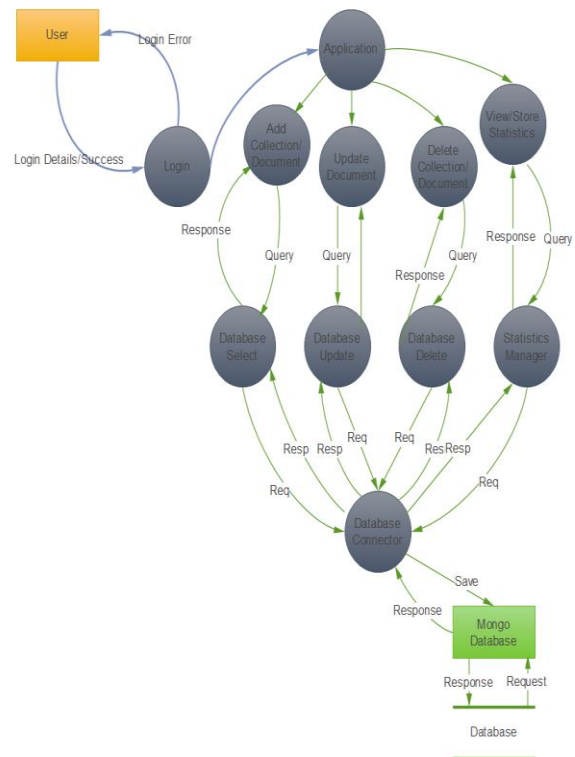 User
Login Error
Application
View/Store
Statistics
Add
Collection/
Document
Update
Document
Delete
Collection/
Document
Login Details/Success
Login
Response
Query
Query
Response
Query
Response
Query
Database
Select
Database
Update
Database
Delete
Statistics
Manager
Req
Resp
Resp
Req
Req
Res
Resp
Req
Database
Connector
Save
Response
Mongo
Database
Response
Request
Database